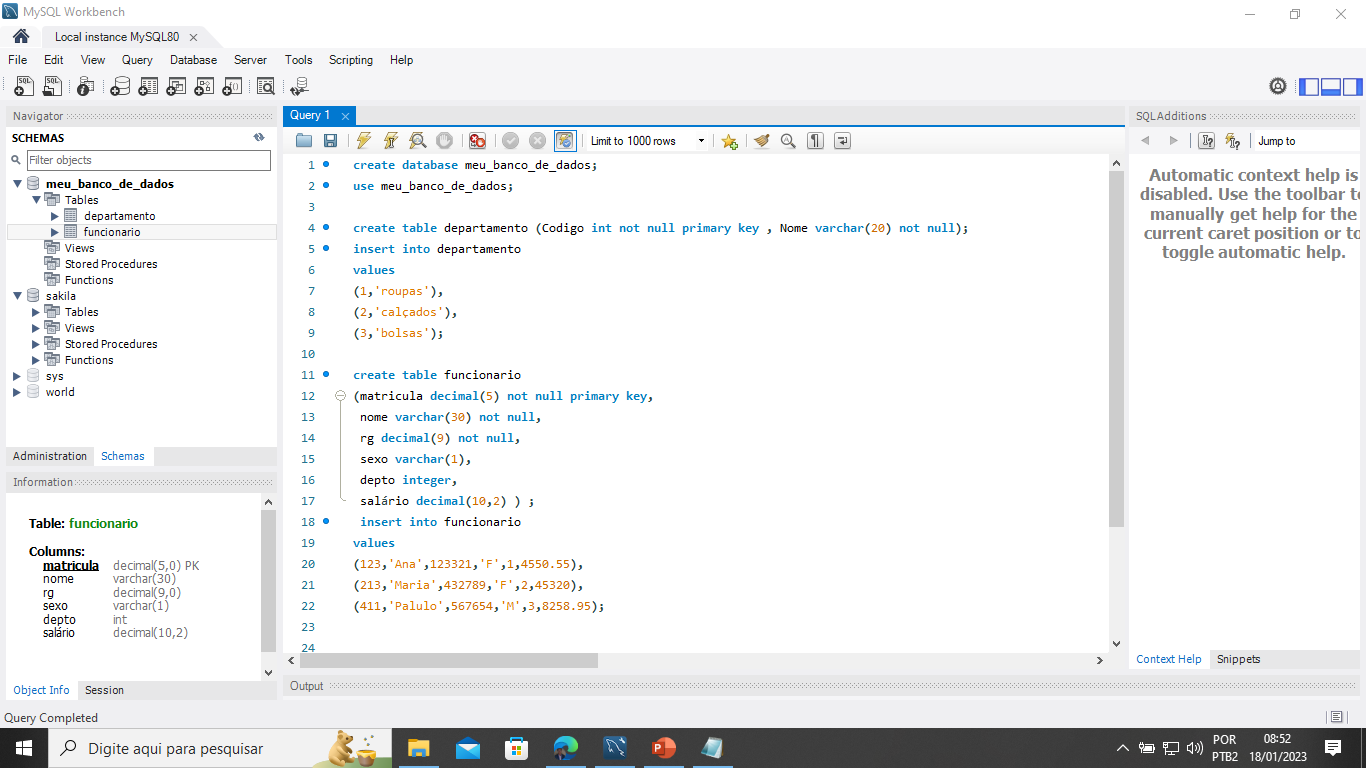 MySQL Workbench
Local instance MySQL80
File Edit View Query Database Server Tools Scripting Help
Navigator
SCHEMAS
Filter objects
meu_banco_de_dados
Tables
departamento
funcionario
Views
Stored Procedures
Functions
sakila
Tables
Views
Stored Procedures
Functions
sys
world
Administration Schemas
Information
Table: funcionario
Columns:
matricula decimal(5,0) PK
nome varchar(30)
rg decimal(9,0)
sexo varchar(1)
depto int
salário decimal(10,2)
Object Info Session
Query 1
Limit to 1000 rows
1 create database meu_banco_de_dados;
2 use meu_banco_de_dados;
3
4 create table departamento (Codigo int not null primary key , Nome varchar(20) not null);
5 insert into departamento
6 values
7 (1,'roupas'),
8 (2,'calçados'),
9 (3,'bolsas');
10
11 create table funcionario
12 (matricula decimal(5) not null primary key,
13 nome varchar(30) not null,
14 rg decimal(9) not null,
15 sexo varchar(1),
16 depto integer,
17 salário decimal(10,2) ) ;
18 insert into funcionario
19 values
20 (123,'Ana',123321,'F',1,4550.55),
21 (213,'Maria',432789,'F',2,45320),
22 (411,'Palulo',567654,'M',3,8258.95);
23
24
Output
SQLAdditions
Jump to
Automatic context help is
disabled. Use the toolbar to
manually get help for the
current caret position or to
toggle automatic help.
Context Help Snippets
Query Completed
Digite aqui para pesquisar
POR
PTB2
08:52
18/01/2023